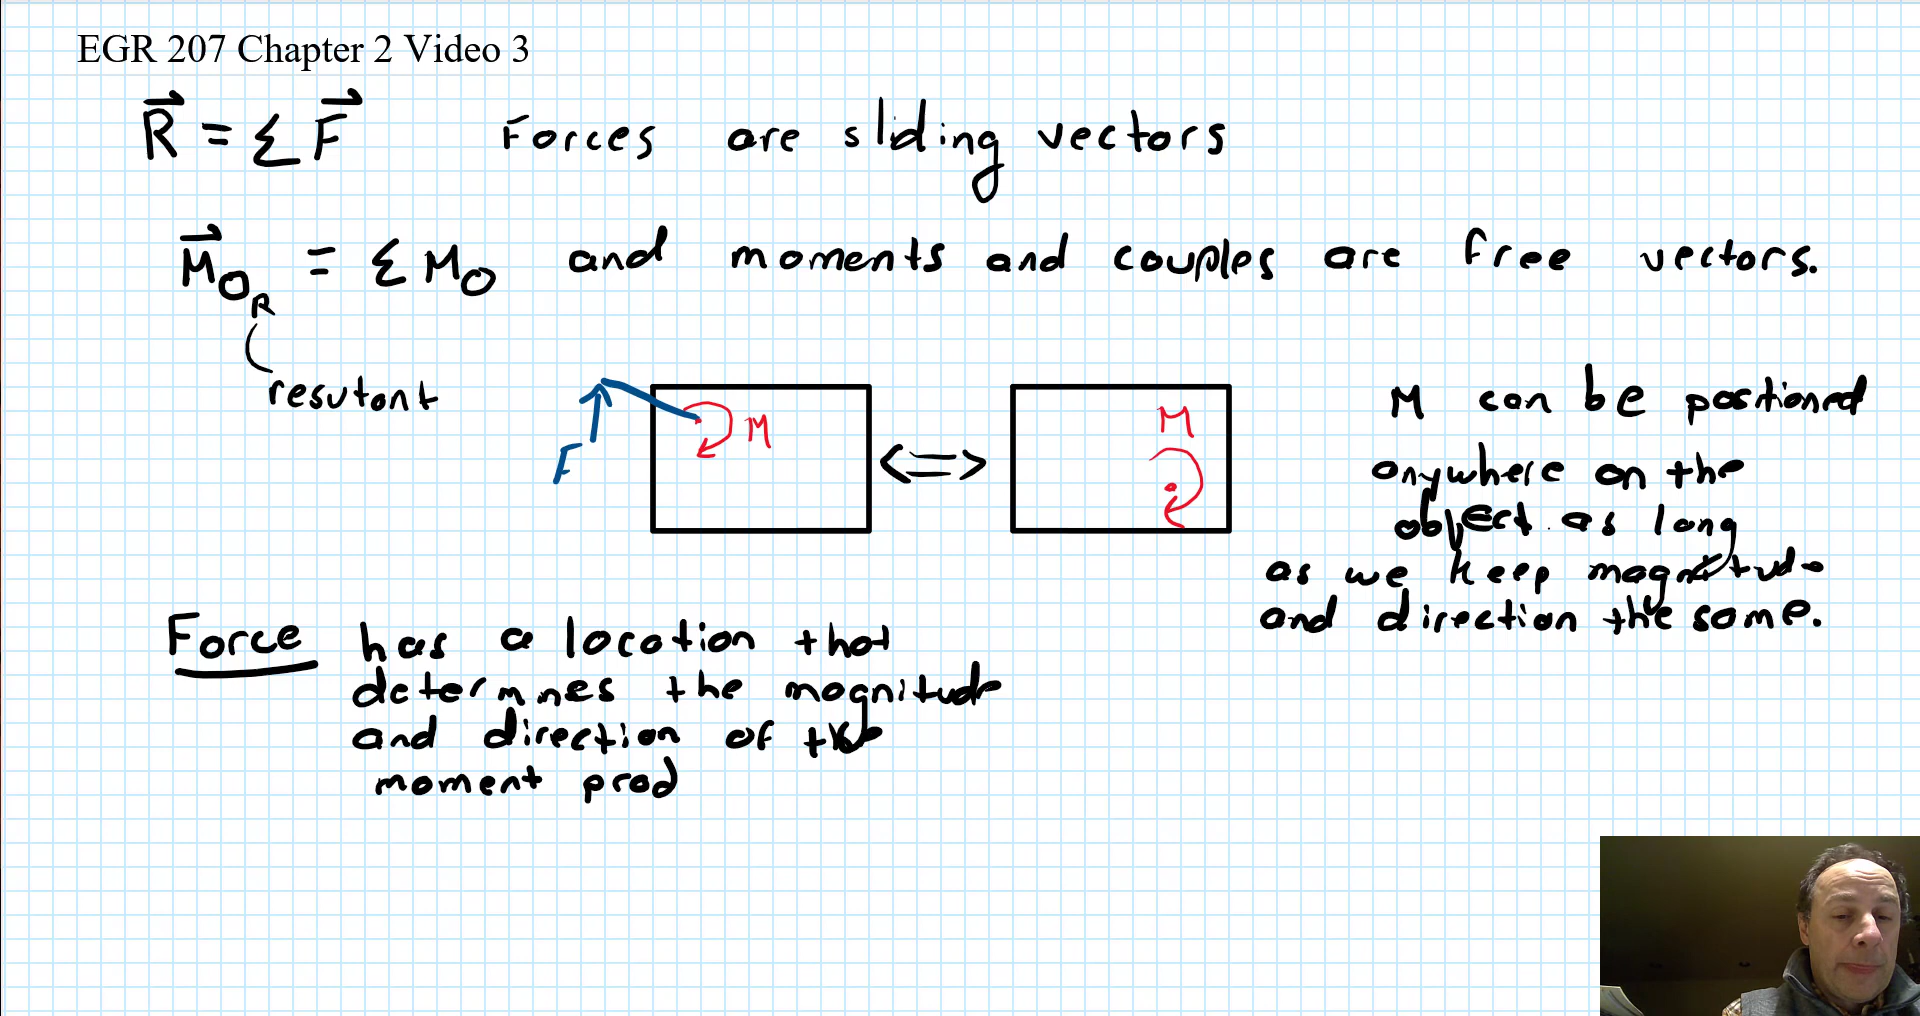 EGR 207 Chapter 2 Video 3
R⃗ = Σ F⃗ Forces are sliding vectors
M⃗_O_R = Σ M_O and moments and couples are free vectors.
resutant
F
M
<=>
M
M can be positioned
anywhere on the
object as long
as we keep magnitude
and direction the same.
Force has a location that
determines the magnitude
and direction of the
moment prod